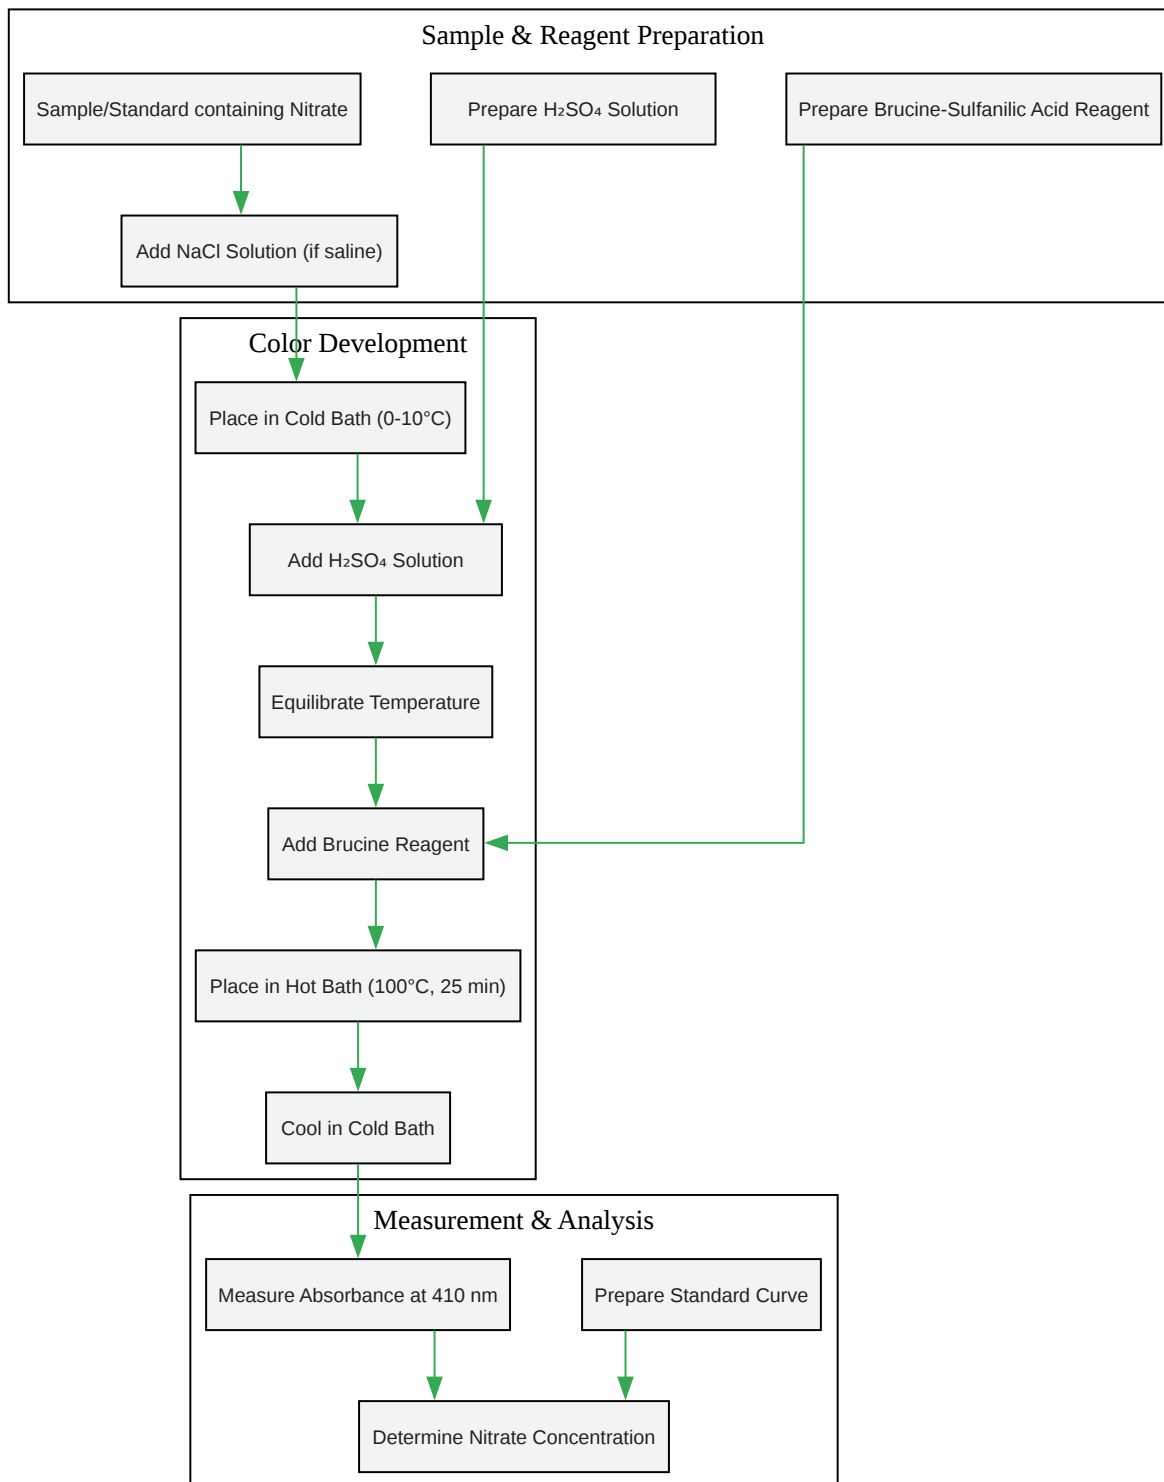 Sample & Reagent Preparation
Sample/Standard containing Nitrate
Prepare H₂SO₄ Solution
Prepare Brucine-Sulfanilic Acid Reagent
Add NaCl Solution (if saline)
Color Development
Place in Cold Bath (0-10°C)
Add H₂SO₄ Solution
Equilibrate Temperature
Add Brucine Reagent
Place in Hot Bath (100°C, 25 min)
Cool in Cold Bath
Measurement & Analysis
Measure Absorbance at 410 nm
Prepare Standard Curve
Determine Nitrate Concentration